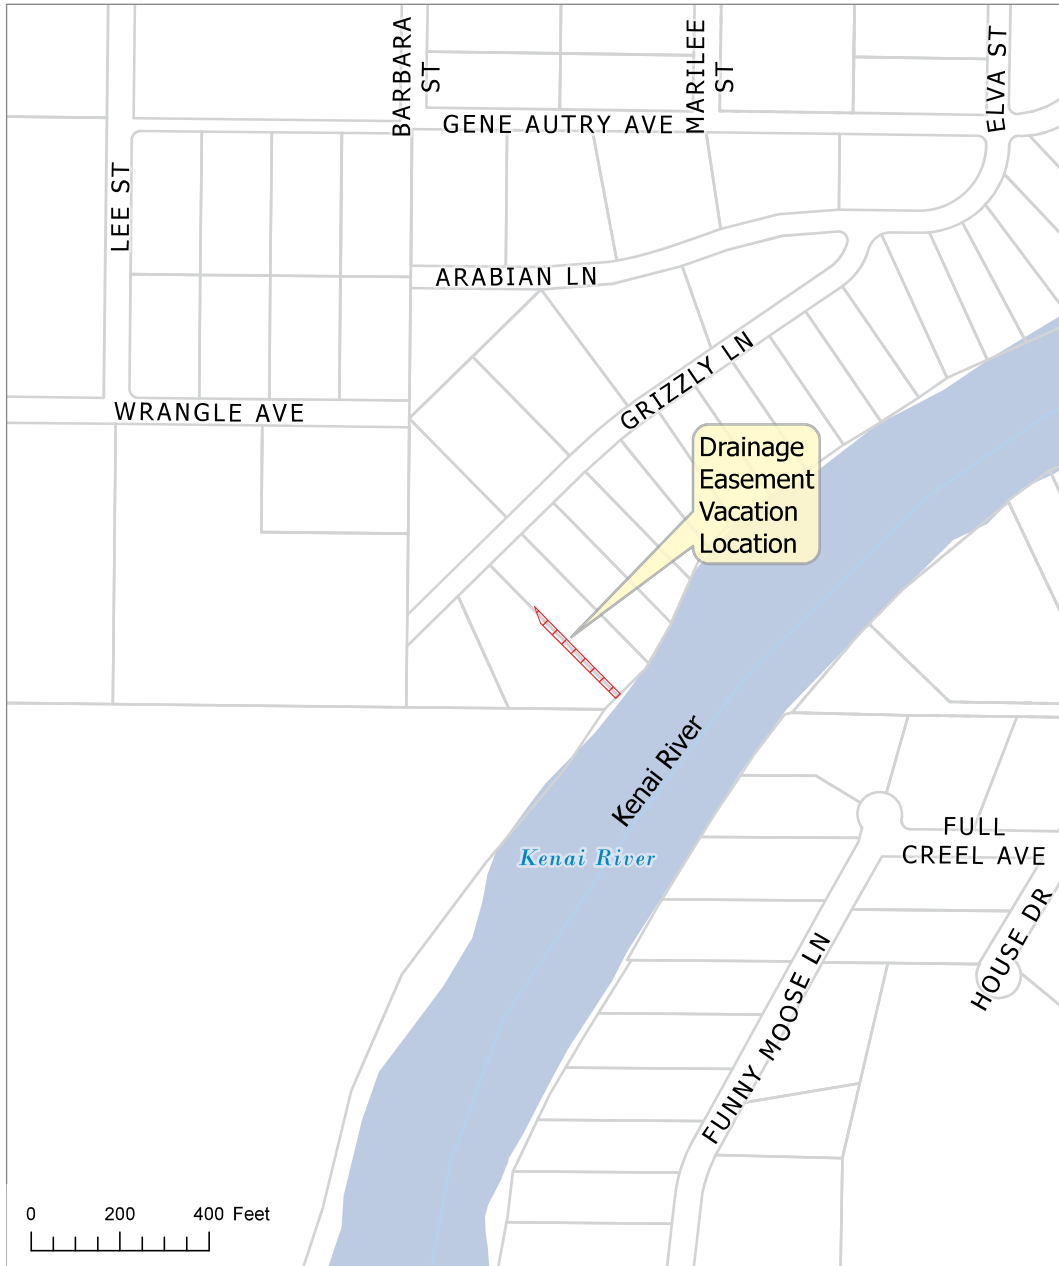 BARBARA
ST
MARILEE
ST
ELVA ST
GENE AUTRY AVE
LEE ST
ARABIAN LN
GRIZZLY LN
WRANGLE AVE
Drainage
Easement
Vacation
Location
Kenai River
Kenai River
FULL
CREEL AVE
HOUSE DR
FUNNY MOOSE LN
0 200 400 Feet